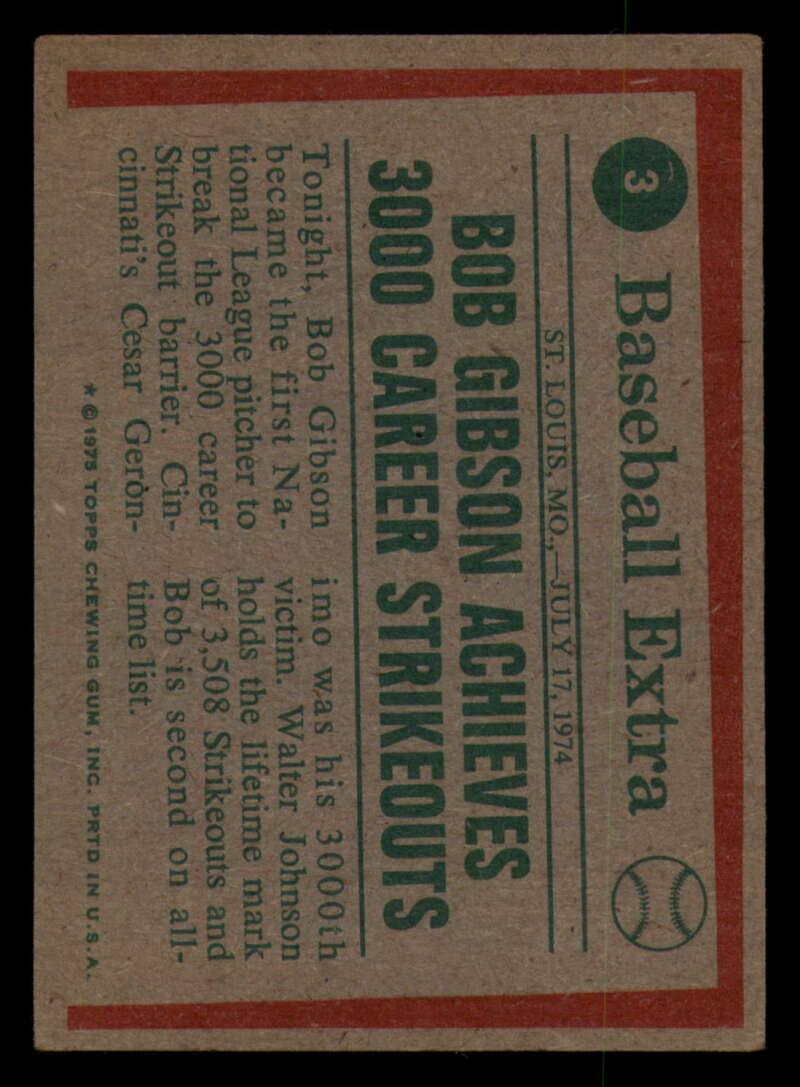 3
Baseball Extra
ST. LOUIS, MO.,—JULY 17, 1974
BOB GIBSON ACHIEVES
3000 CAREER STRIKEOUTS
Tonight, Bob Gibson
became the first Na-
tional League pitcher to
break the 3000 career
Strikeout barrier. Cin-
cinnati's Cesar Geròn-
imo was his 3000th
victim. Walter Johnson
holds the lifetime mark
of 3,508 Strikeouts and
Bob is second on all-
time list.
* © 1975 TOPPS CHEWING GUM, INC. PRTD IN U.S.A.